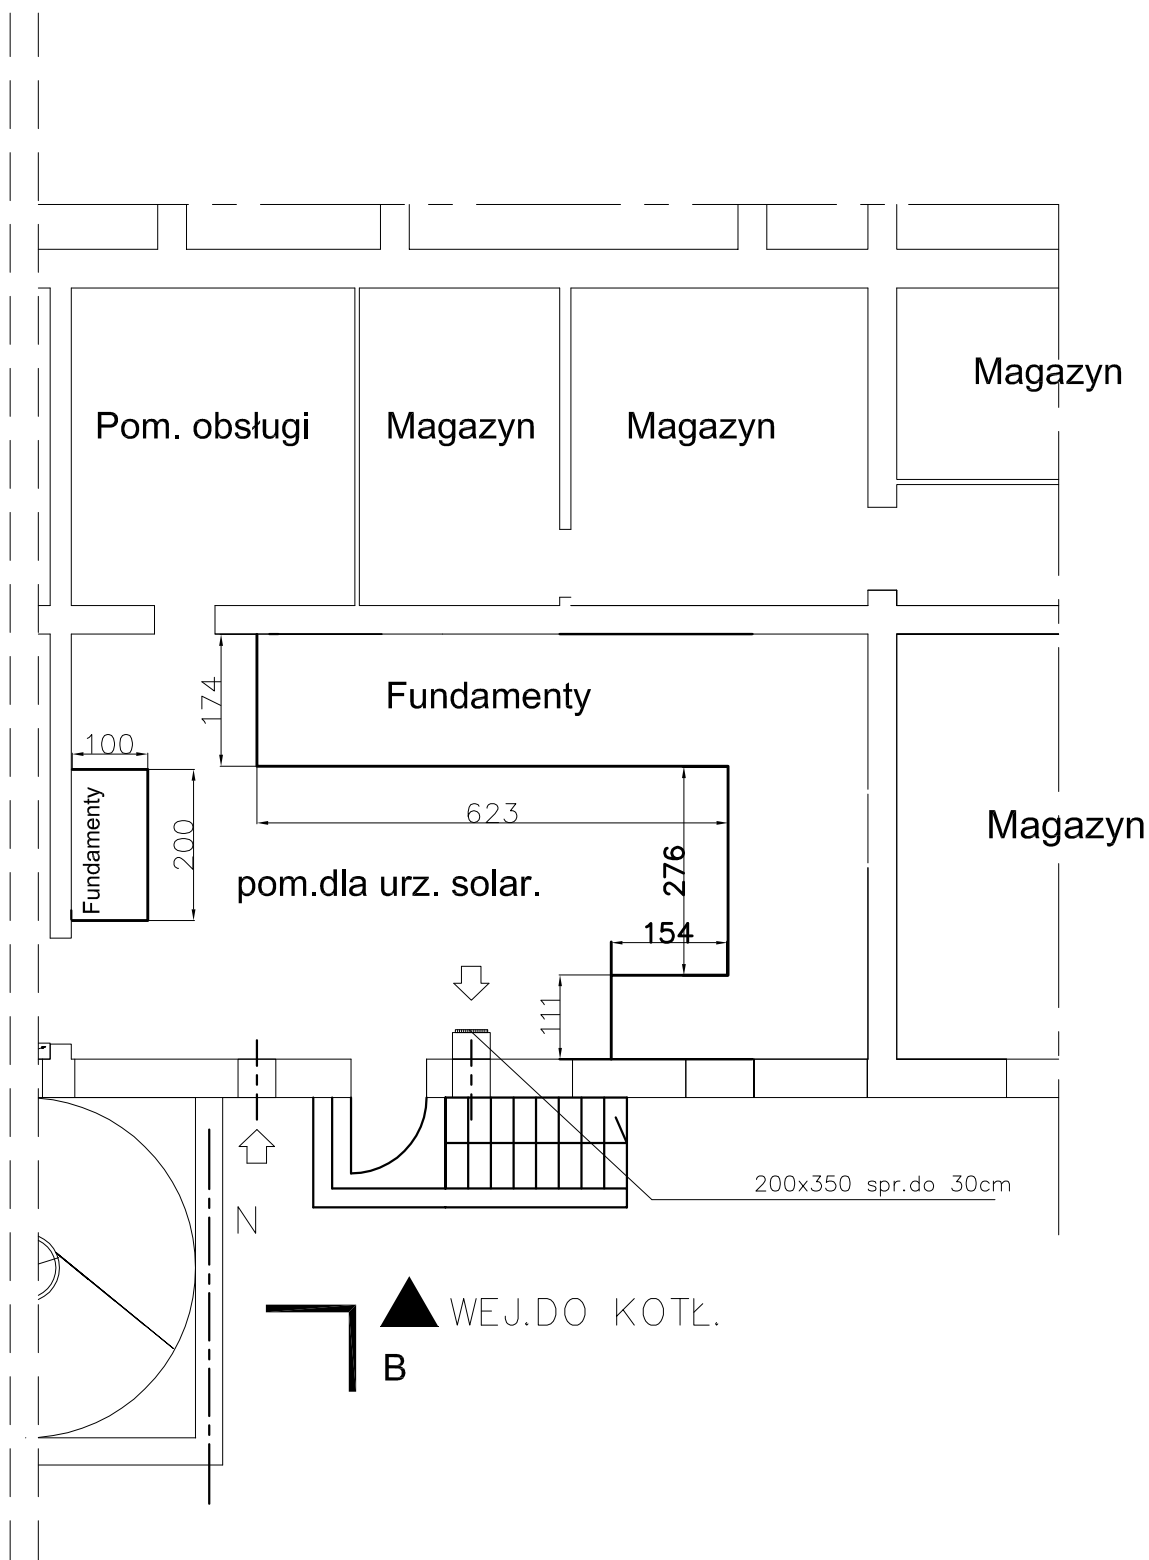 Magazyn
Pom. obsługi
Magazyn
Magazyn
174
Fundamenty
100
623
Fundamenty
200
276
Magazyn
pom.dla urz. solar.
154
111
200x350 spr.do 30cm
N
WEJ.DO KOTŁ.
B